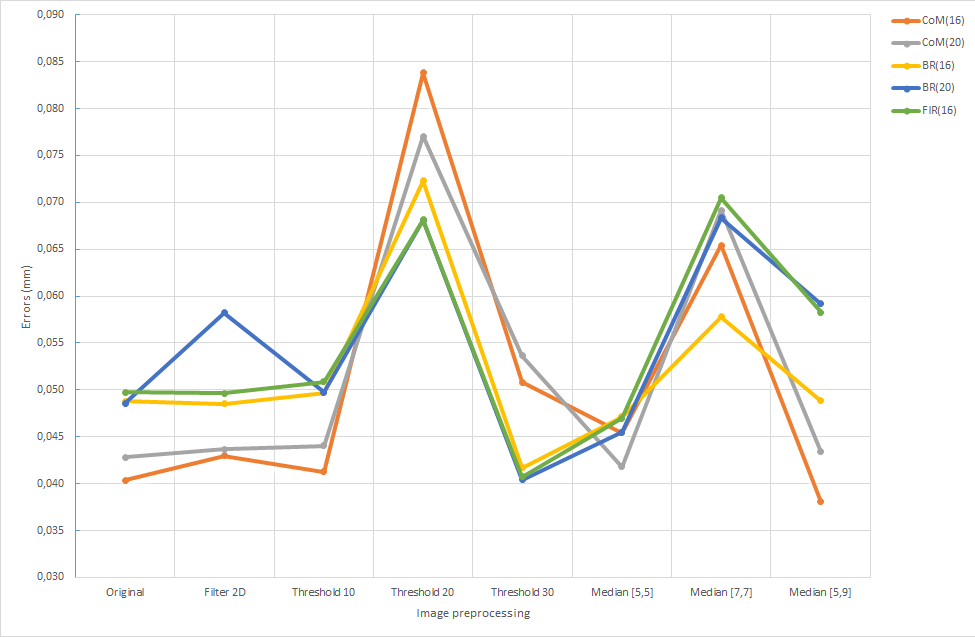 0,090
0,085
0,080
0,075
0,070
0,065
0,060
0,055
0,050
0,045
0,040
0,035
0,030
Errors (mm)
Original Filter 2D Threshold 10 Threshold 20 Threshold 30 Median [5,5] Median [7,7] Median [5,9]
Image preprocessing
CoM(16)
CoM(20)
BR(16)
BR(20)
FIR(16)